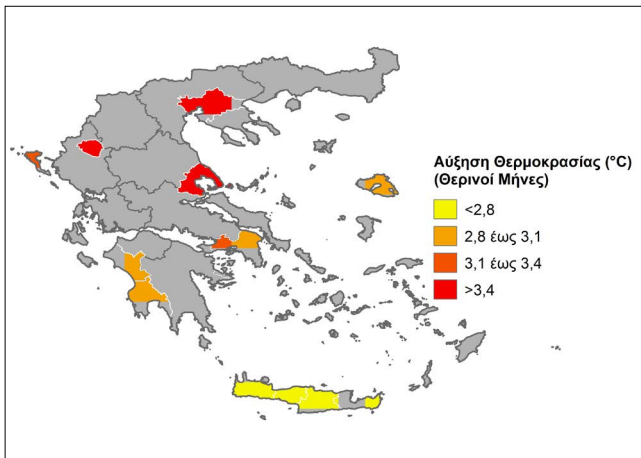 Αύξηση Θερμοκρασίας (°C)
(Θερινοί Μήνες)
<2,8
2,8 έως 3,1
3,1 έως 3,4
>3,4